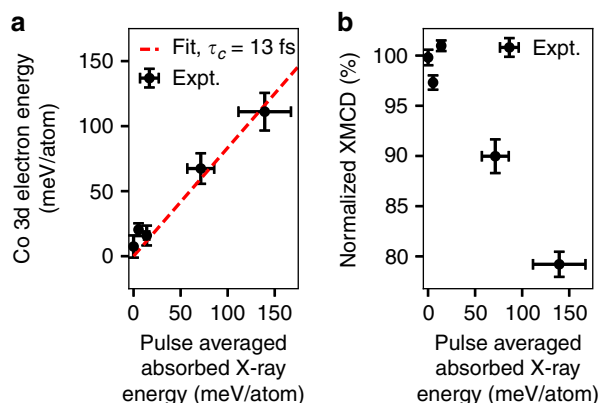 a
Fit, τc = 13 fs
Expt.
Co 3d electron energy
(meV/atom)
150
100
50
0
0 50 100 150
Pulse averaged
absorbed X-ray
energy (meV/atom)
b
Expt.
Normalized XMCD (%)
100
95
90
85
80
0 50 100 150
Pulse averaged
absorbed X-ray
energy (meV/atom)